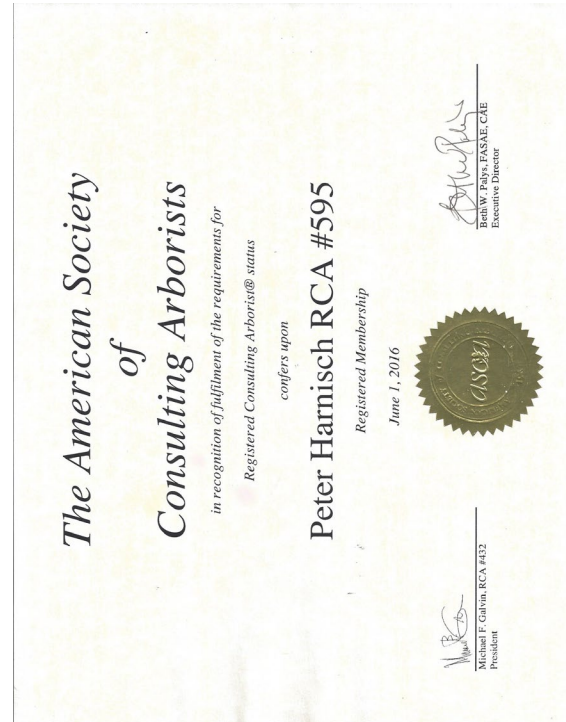 The American Society
of
Consulting Arborists
in recognition of fulfilment of the requirements for
Registered Consulting Arborist® status
confers upon
Peter Harnisch RCA #595
Registered Membership
June 1, 2016
asca
Michael F. Galvin, RCA #432
President
Beth W. Palys, FASAE, CAE
Executive Director